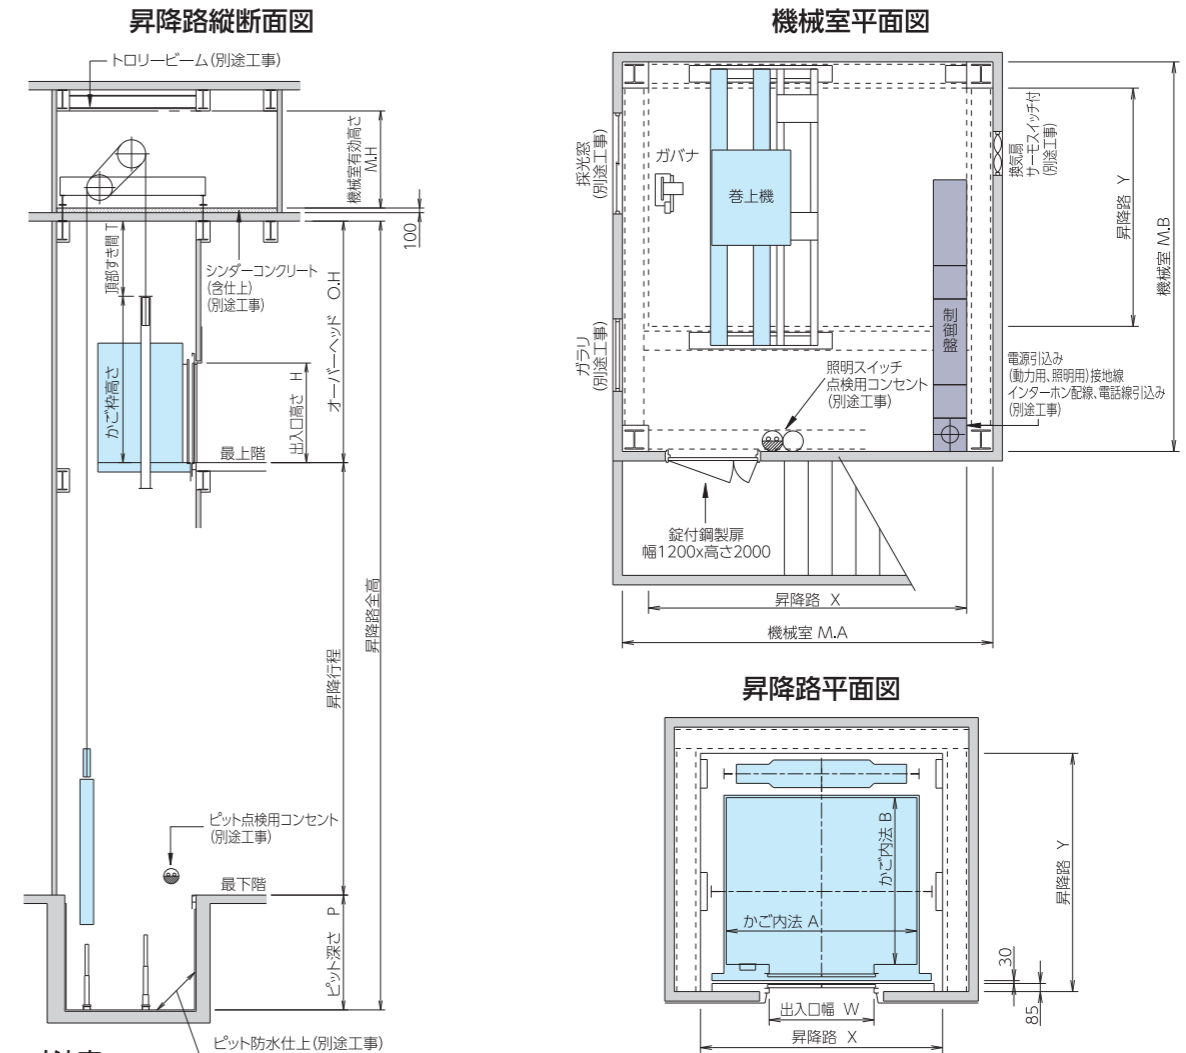 昇降路縦断面図
トロリービーム(別途工事)
機械室有効高さ
M.H
100
頂部すき間 T
シンダーコンクリート
(含仕上)
(別途工事)
オーバーヘッド O.H
かご枠高さ
出入口高さ H
最上階
昇降路全高
昇降行程
ピット点検用コンセント
(別途工事)
最下階
ピット深さ P
ピット防水仕上(別途工事)
機械室平面図
採光窓
(別途工事)
ガバナ
巻上機
換気扇
サーモスイッチ付
(別途工事)
昇降路 Y
機械室 M.B
ガラリ
(別途工事)
制御盤
照明スイッチ
点検用コンセント
(別途工事)
電源引込み
(動力用、照明用)接地線
インターホン配線、電話線引込み
(別途工事)
錠付鋼製扉
幅1200x高さ2000
昇降路 X
機械室 M.A
昇降路平面図
かご内法 B
かご内法 A
昇降路 Y
30
85
出入口幅 W
昇降路 X